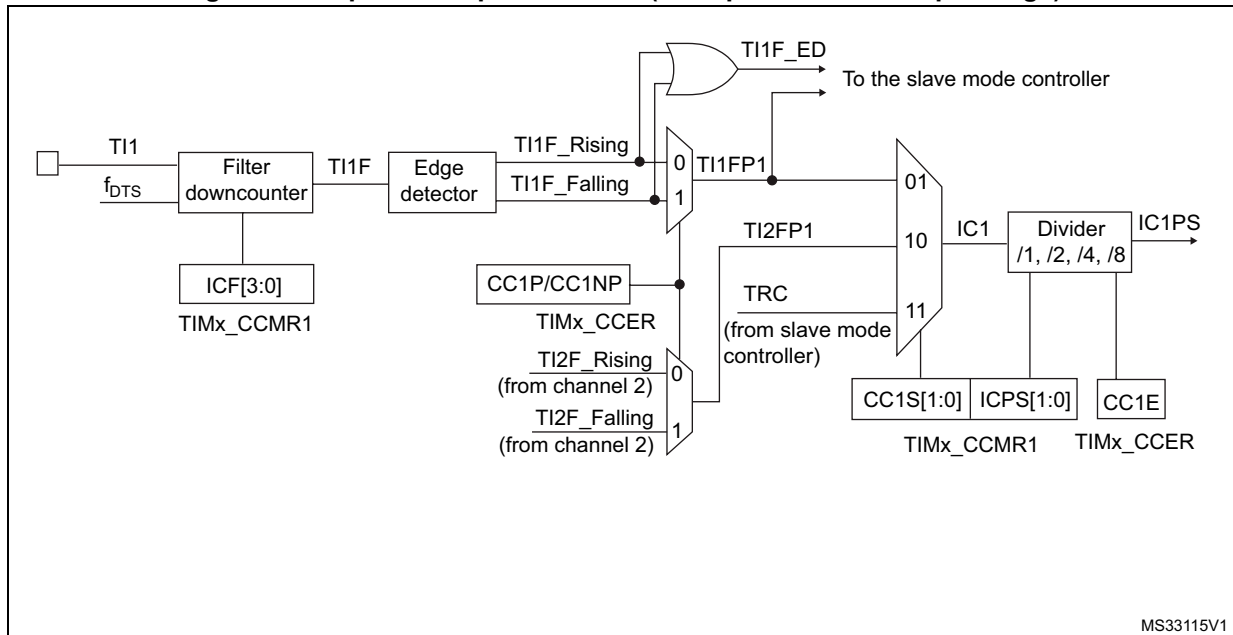 TI1F_ED
To the slave mode controller
TI1
f_DTS
Filter
downcounter
TI1F
Edge
detector
TI1F_Rising
TI1F_Falling
0
1
TI1FP1
01
10
11
IC1
Divider
/1, /2, /4, /8
IC1PS
TI2FP1
TRC
(from slave mode
controller)
ICF[3:0]
TIMx_CCMR1
CC1P/CC1NP
TIMx_CCER
TI2F_Rising
(from channel 2)
TI2F_Falling
(from channel 2)
0
1
CC1S[1:0]
ICPS[1:0]
CC1E
TIMx_CCMR1
TIMx_CCER
MS33115V1